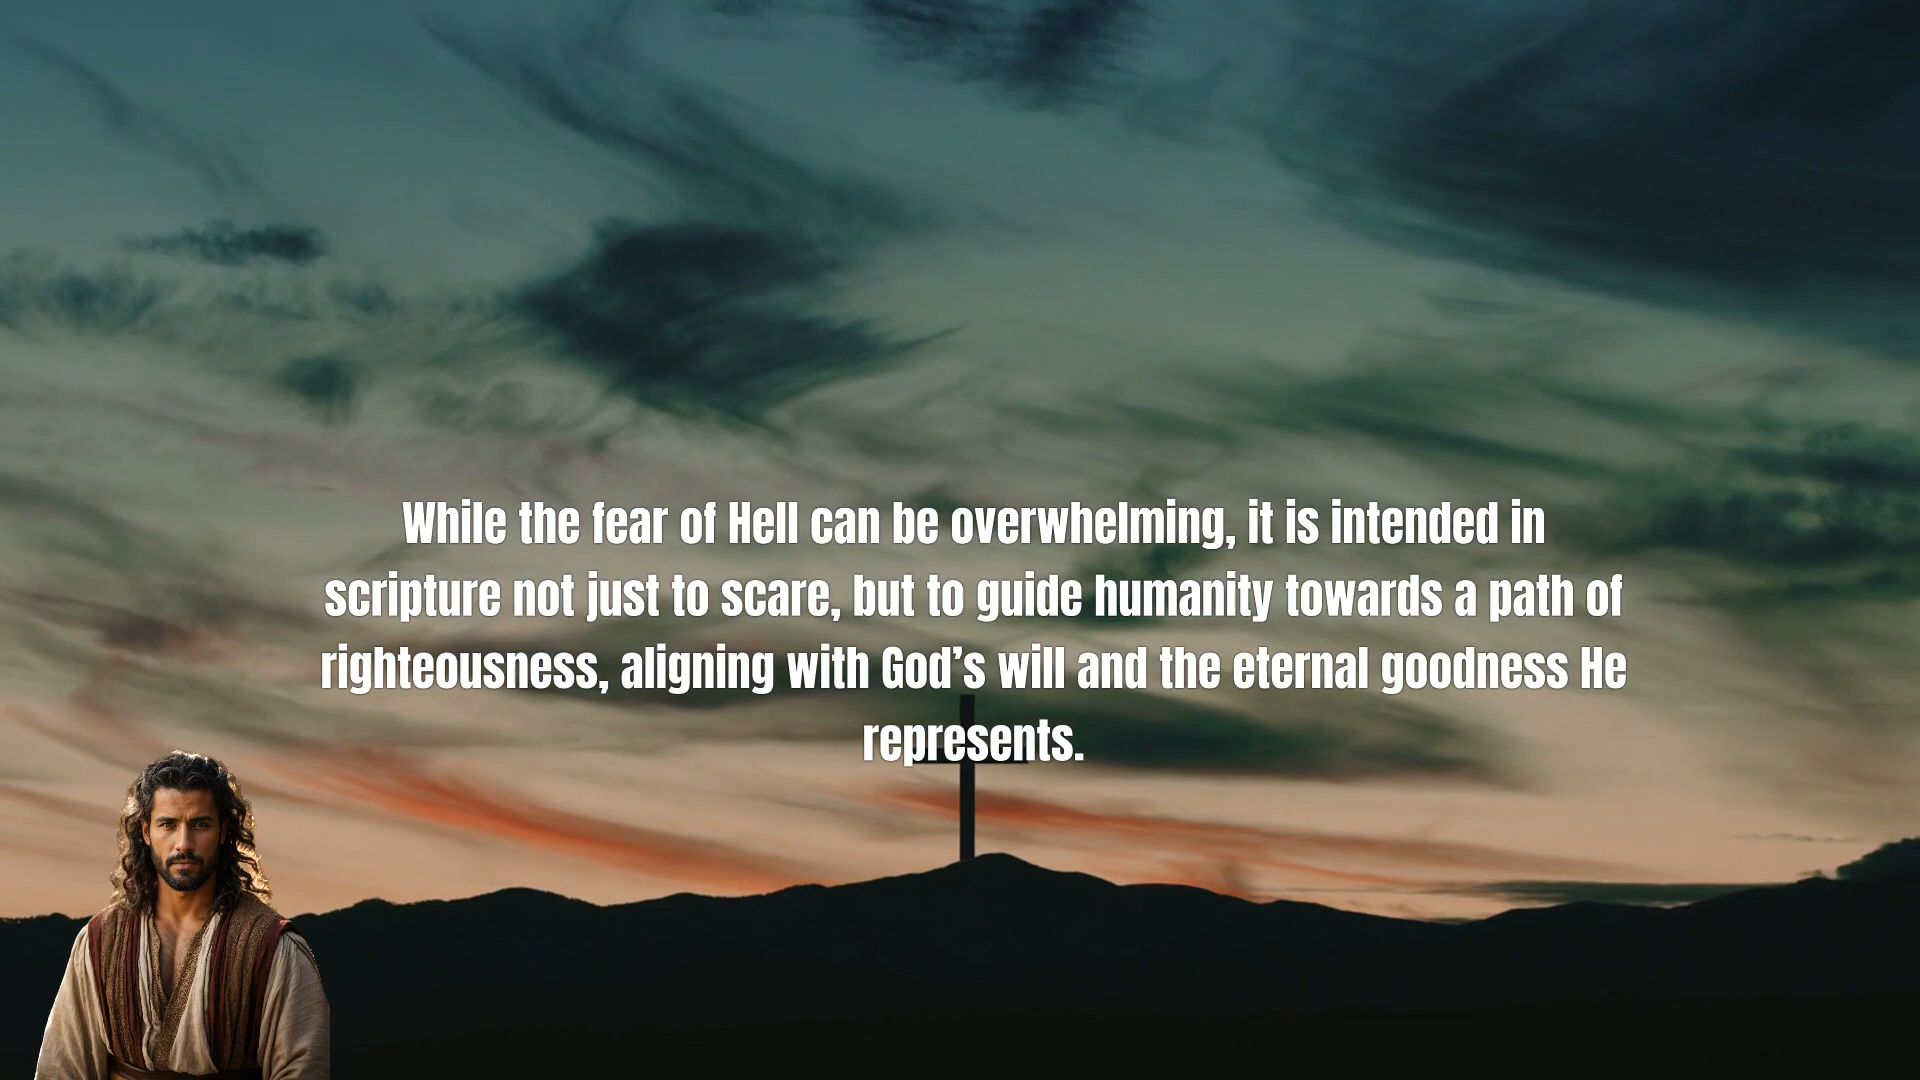 While the fear of Hell can be overwhelming, it is intended in
scripture not just to scare, but to guide humanity towards a path of
righteousness, aligning with God’s will and the eternal goodness He
represents.